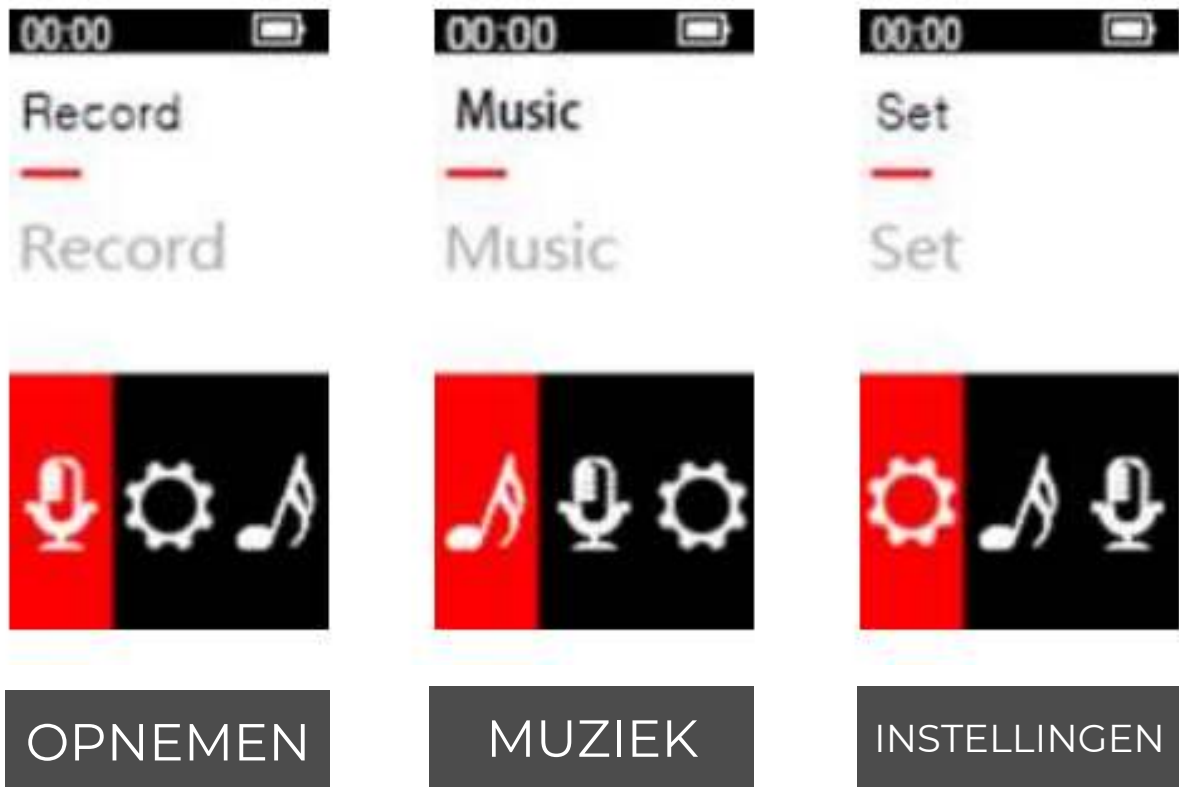 00:00
Record
Record
OPNEMEN
00:00
Music
Music
MUZIEK
00:00
Set
Set
INSTELLINGEN